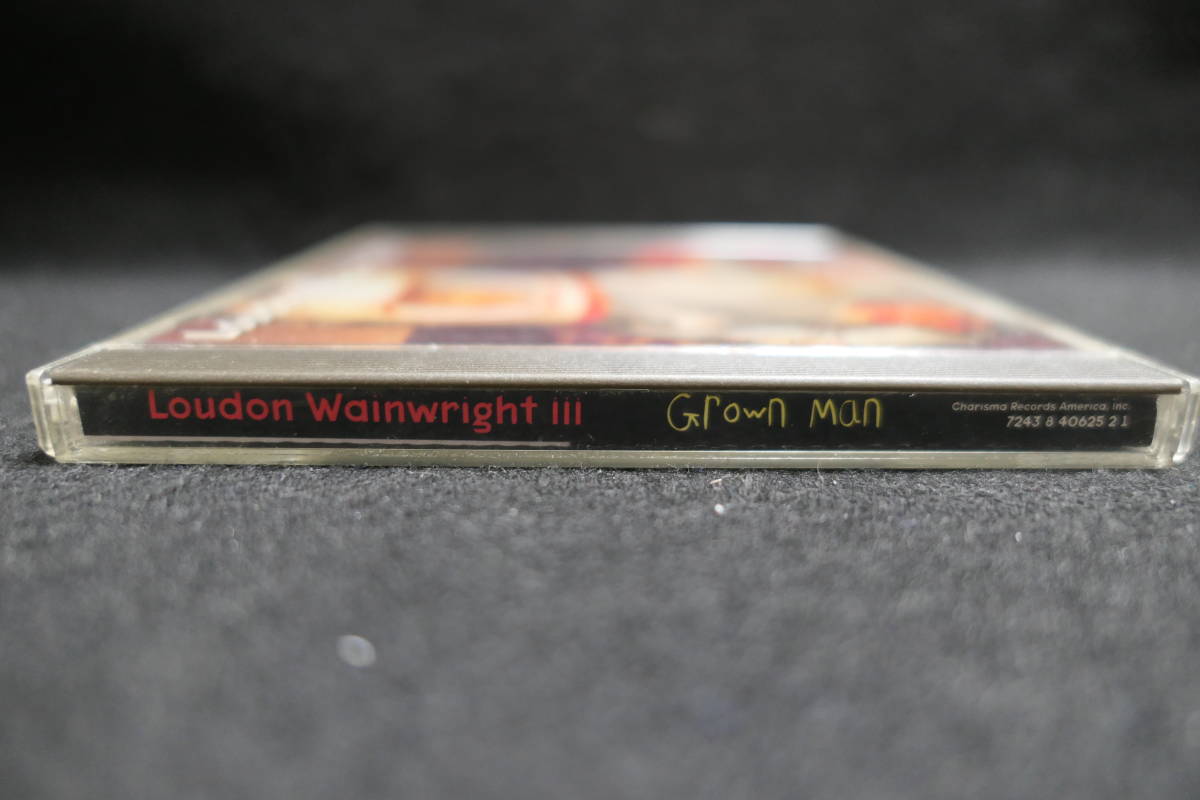 Loudon Wainwright III
Grown Man
Charisma Records America, Inc.
7243 8 40625 2 1